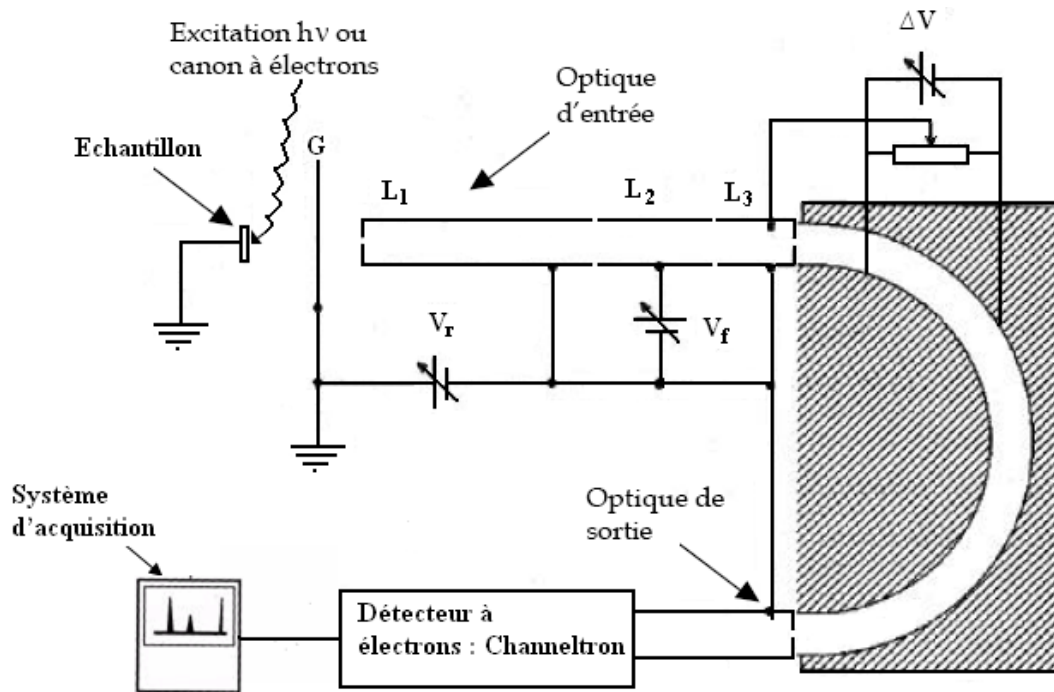 Excitation hν ou
canon à électrons
ΔV
Optique
d'entrée
Echantillon
G
L1
L2
L3
Vr
Vf
Système
d'acquisition
Optique de
sortie
Détecteur à
électrons : Channeltron